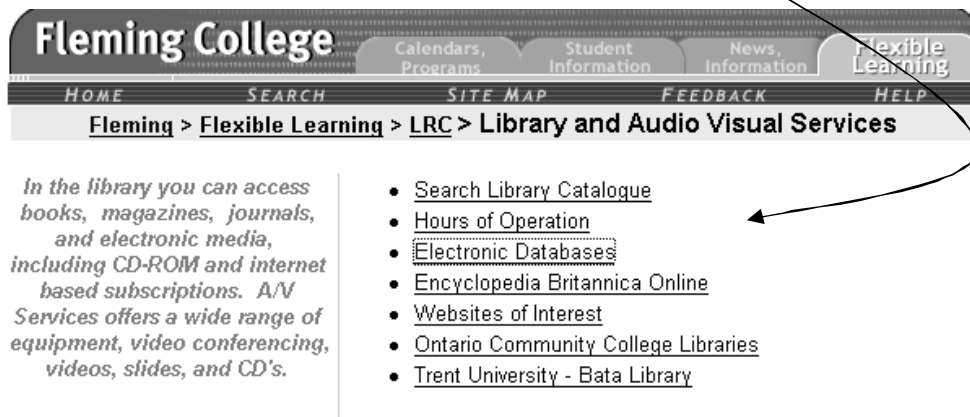 Fleming College
Calendars, Programs
Student Information
News, Information
Flexible Learning
HOME SEARCH SITE MAP FEEDBACK HELP
Fleming > Flexible Learning > LRC > Library and Audio Visual Services
In the library you can access
books, magazines, journals,
and electronic media,
including CD-ROM and internet
based subscriptions. A/V
Services offers a wide range of
equipment, video conferencing,
videos, slides, and CD's.
• Search Library Catalogue
• Hours of Operation
• Electronic Databases
• Encyclopedia Britannica Online
• Websites of Interest
• Ontario Community College Libraries
• Trent University - Bata Library